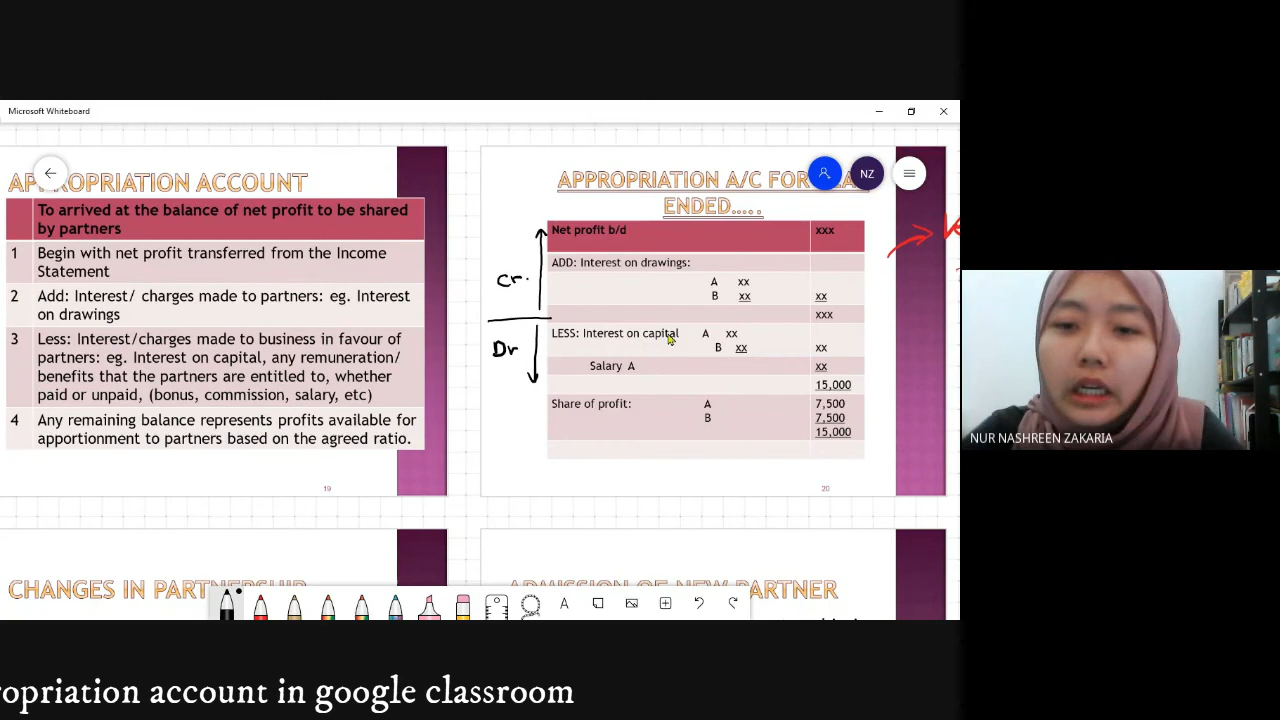 Microsoft Whiteboard
APPROPRIATION ACCOUNT
To arrived at the balance of net profit to be shared
by partners
1 Begin with net profit transferred from the Income
Statement
2 Add: Interest/ charges made to partners: eg. Interest
on drawings
3 Less: Interest/charges made to business in favour of
partners: eg. Interest on capital, any remuneration/
benefits that the partners are entitled to, whether
paid or unpaid, (bonus, commission, salary, etc)
4 Any remaining balance represents profits available for
apportionment to partners based on the agreed ratio.
19
APPROPRIATION A/C FOR
ENDED.....
NZ
Net profit b/d xxx
ADD: Interest on drawings:
A xx
B xx xx
xxx
LESS: Interest on capital A xx
B xx xx
Salary A xx
15,000
Share of profit: A 7,500
B 7,500
15,000
20
Cr.
Dr
CHANGES IN PARTNERSHIP
ADMISSION OF NEW PARTNER
A
NUR NASHREEN ZAKARIA
ropriation account in google classroom